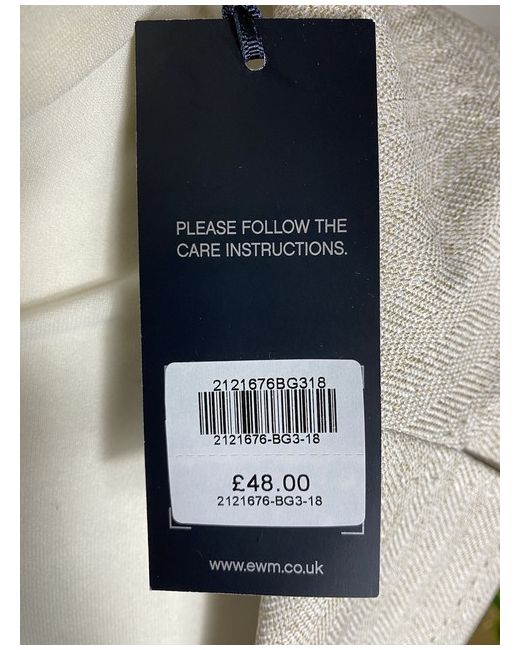 PLEASE FOLLOW THE
CARE INSTRUCTIONS.
2121676BG318
2121676-BG3-18
£48.00
2121676-BG3-18
www.ewm.co.uk